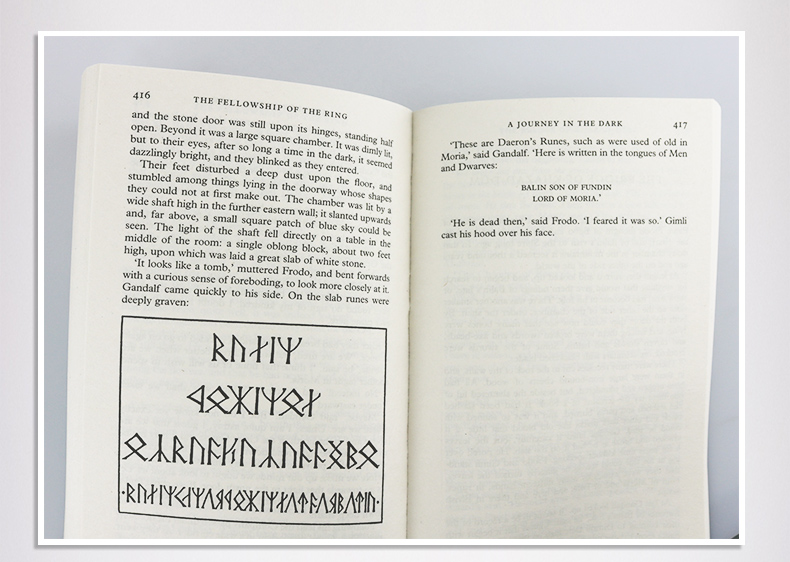 416
THE FELLOWSHIP OF THE RING
and the stone door was still upon its hinges, standing half
open. Beyond it was a large square chamber. It was dimly lit,
but to their eyes, after so long a time in the dark, it seemed
dazzlingly bright, and they blinked as they entered.
Their feet disturbed a deep dust upon the floor, and
stumbled among things lying in the doorway whose shapes
they could not at first make out. The chamber was lit by a
wide shaft high in the further eastern wall; it slanted upwards
and, far above, a small square patch of blue sky could be
seen. The light of the shaft fell directly on a table in the
middle of the room: a single oblong block, about two feet
high, upon which was laid a great slab of white stone.
‘It looks like a tomb,’ muttered Frodo, and bent forwards
with a curious sense of foreboding, to look more closely at it.
Gandalf came quickly to his side. On the slab runes were
deeply graven:
A JOURNEY IN THE DARK
417
‘These are Daeron’s Runes, such as were used of old in
Moria,’ said Gandalf. ‘Here is written in the tongues of Men
and Dwarves:
BALIN SON OF FUNDIN
LORD OF MORIA.’
‘He is dead then,’ said Frodo. ‘I feared it was so.’ Gimli
cast his hood over his face.